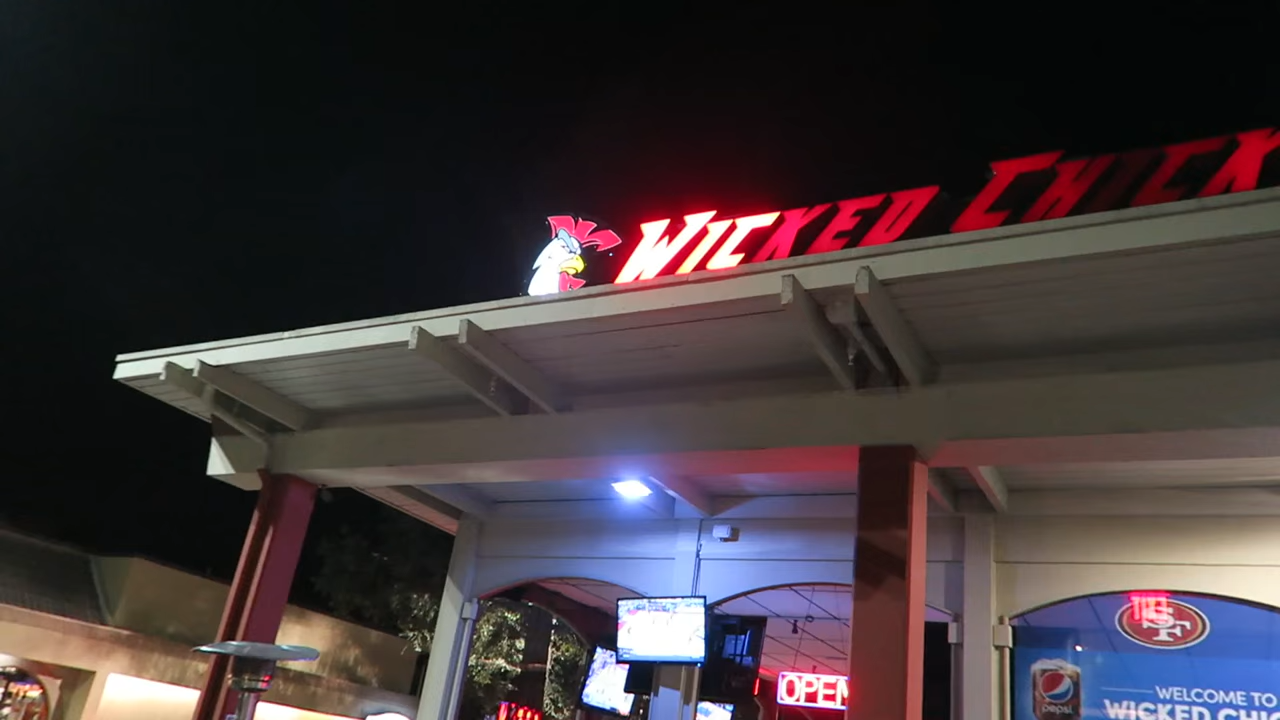 WICKED CHICK
OPEN
SF
pepsi
WELCOME TO
WICKED CHI